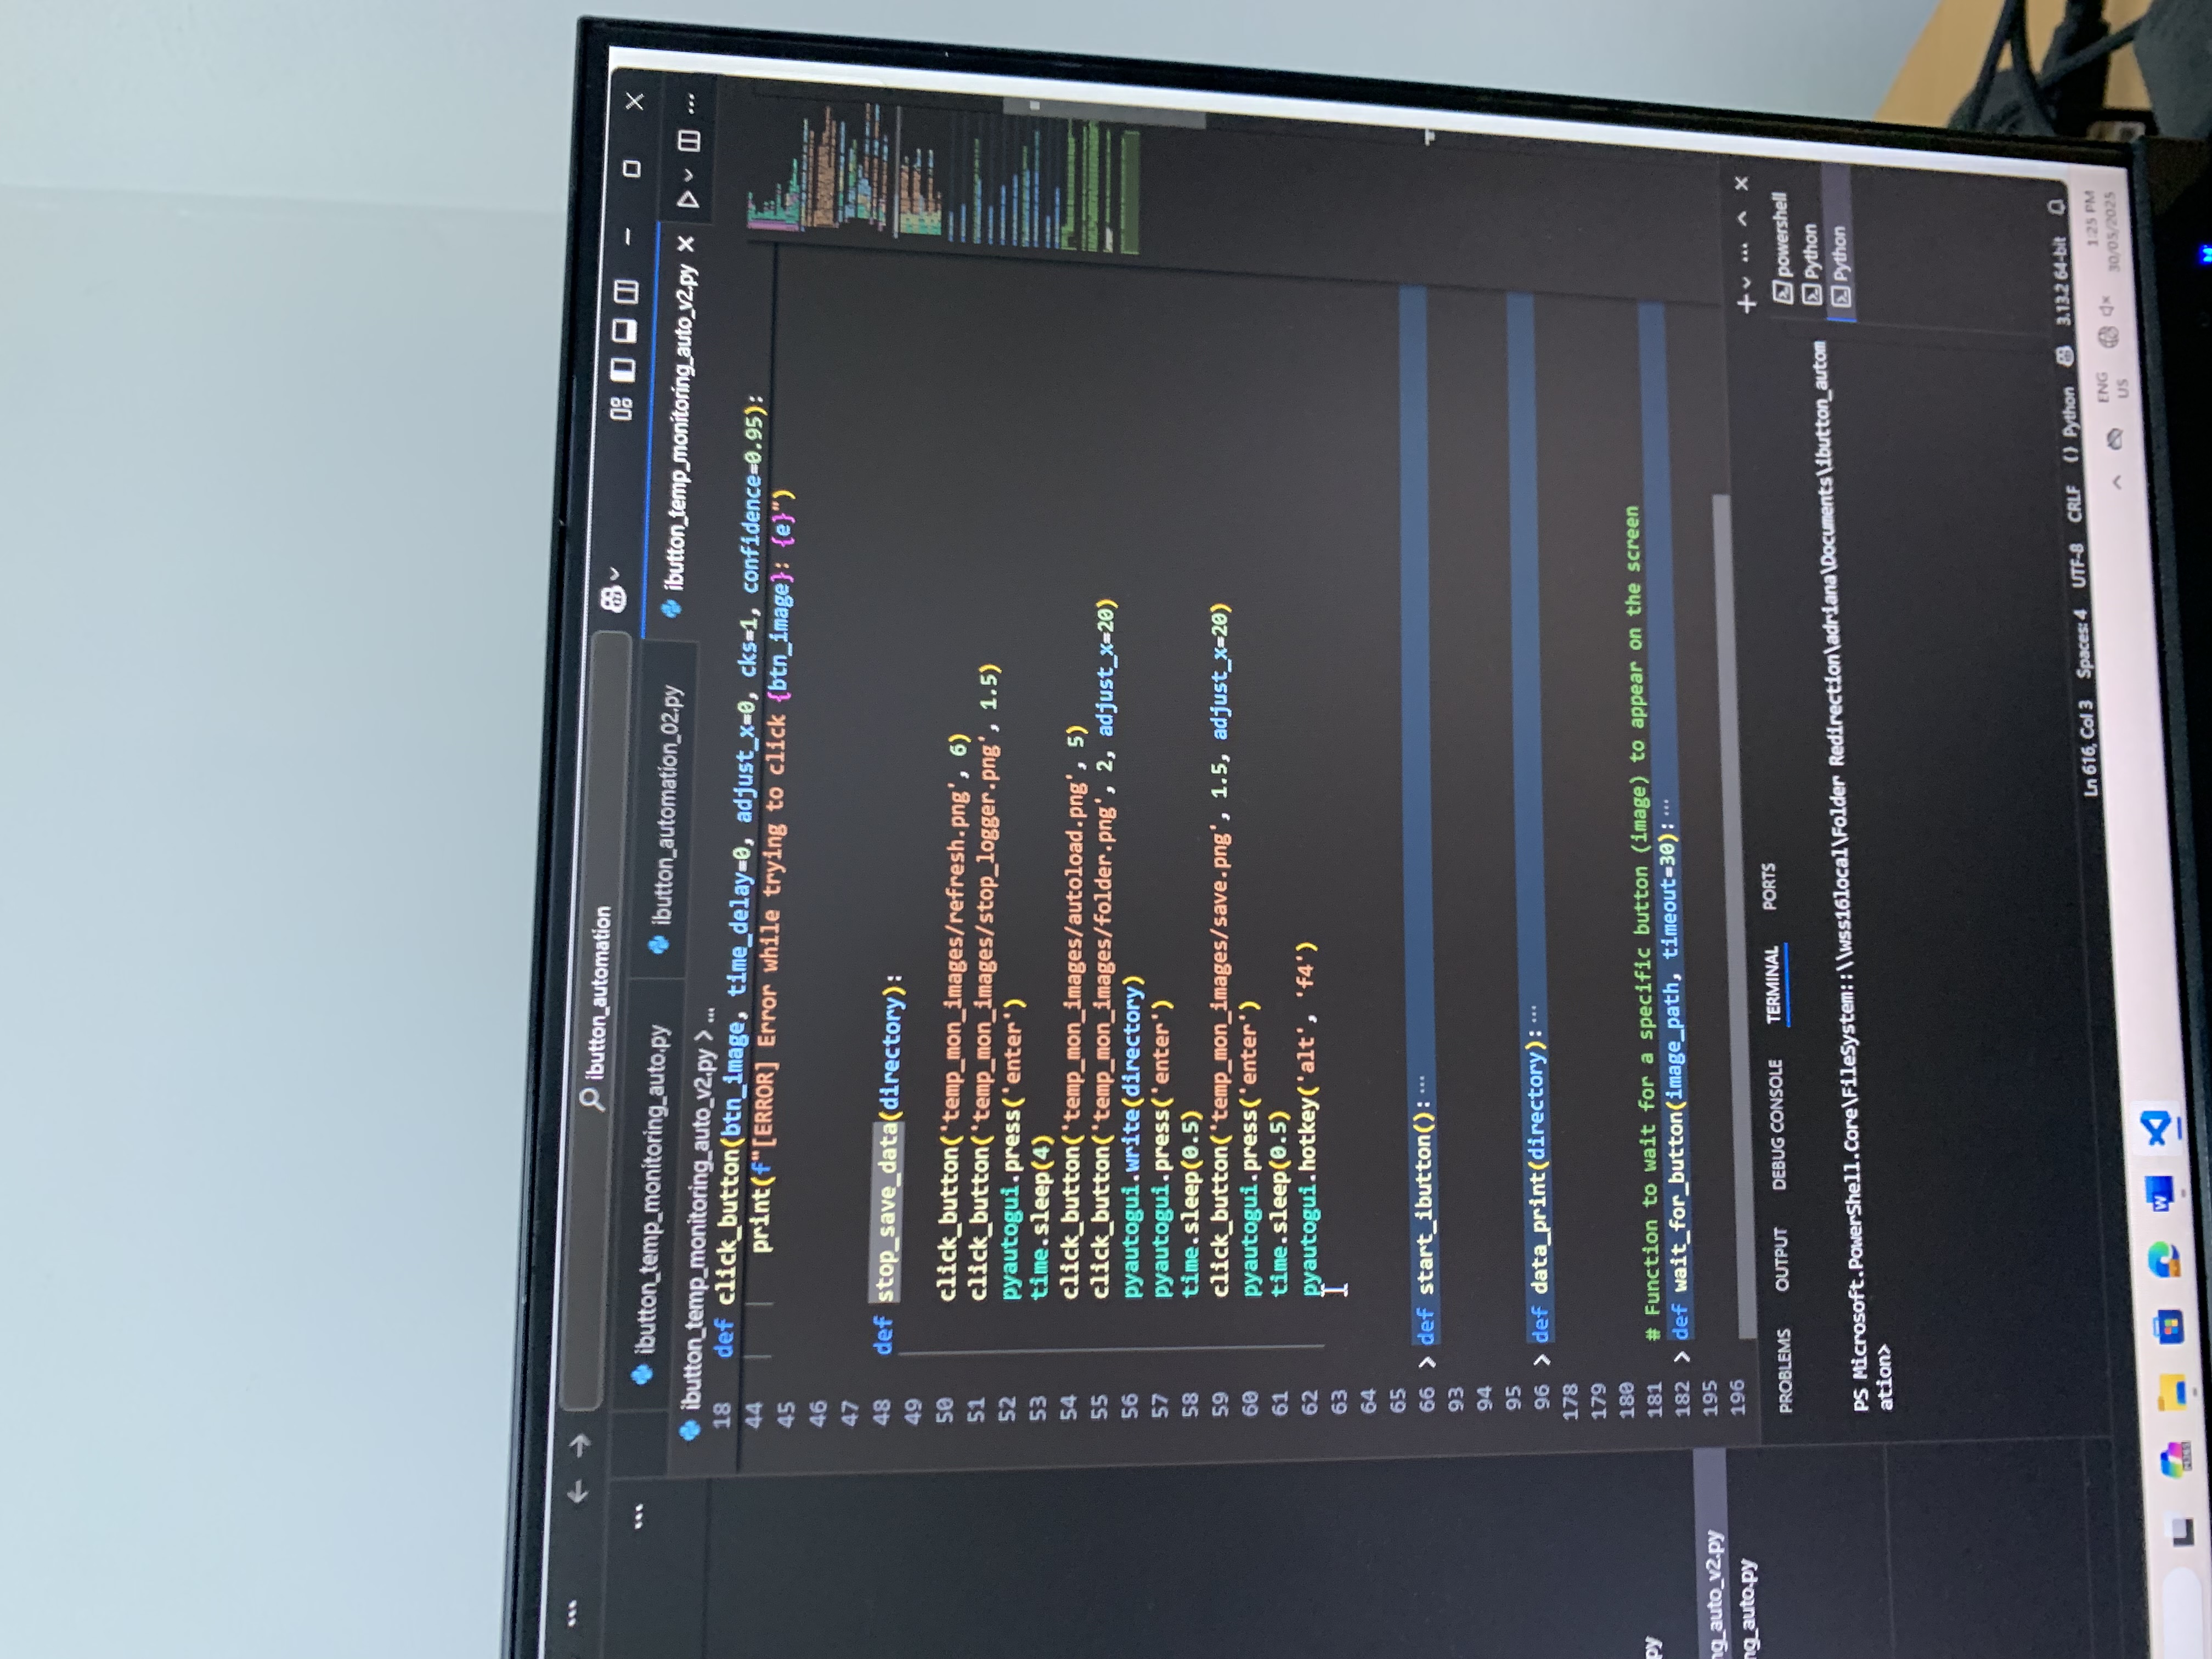 ibutton_automation
ibutton_temp_monitoring_auto.py
ibutton_automation_02.py
ibutton_temp_monitoring_auto_v2.py
ibutton_temp_monitoring_auto_v2.py > ...
18 def click_button(btn_image, time_delay=0, adjust_x=0, cks=1, confidence=0.95):
44 print(f"[ERROR] Error while trying to click {btn_image}: {e}")
45
46
47
48 def stop_save_data(directory):
49
50 click_button('temp_mon_images/refresh.png', 6)
51 click_button('temp_mon_images/stop_logger.png', 1.5)
52 pyautogui.press('enter')
53 time.sleep(4)
54 click_button('temp_mon_images/autoload.png', 5)
55 click_button('temp_mon_images/folder.png', 2, adjust_x=20)
56 pyautogui.write(directory)
57 pyautogui.press('enter')
58 time.sleep(0.5)
59 click_button('temp_mon_images/save.png', 1.5, adjust_x=20)
60 pyautogui.press('enter')
61 time.sleep(0.5)
62 pyautogui.hotkey('alt', 'f4')
63
64
65
66 > def start_ibutton(): ...
93
94
95
96 > def data_print(directory): ...
178
179
180
181 # Function to wait for a specific button (image) to appear on the screen
182 > def wait_for_button(image_path, timeout=30): ...
195
196
py
ng_auto_v2.py
ng_auto.py
PROBLEMS OUTPUT DEBUG CONSOLE TERMINAL PORTS
powershell
Python
Python
PS Microsoft.PowerShell.Core\FileSystem::\\wss16local\Folder Redirection\adriana\Documents\ibutton_autom
ation>
Ln 616, Col 3 Spaces: 4 UTF-8 CRLF () Python 3.13.2 64-bit
ENG
US
1:25 PM
30/05/2025